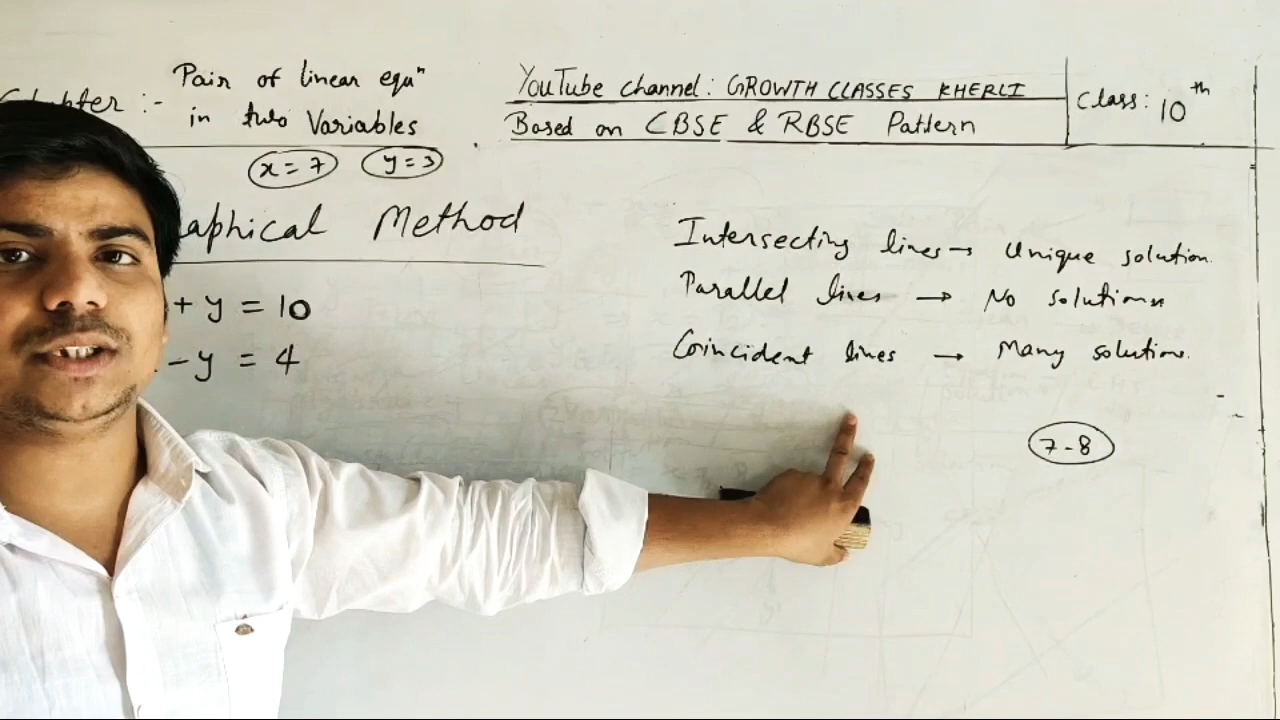 Chapter :- Pair of linear equⁿ
in two Variables
x = 7 y = 3
YouTube channel: GROWTH CLASSES KHERLI
Based on CBSE & RBSE Pattern
Class: 10th
aphical Method
+ y = 10
- y = 4
Intersecting lines → Unique solution.
Parallel lines → No solutions
Coincident lines → Many solutions.
7-8